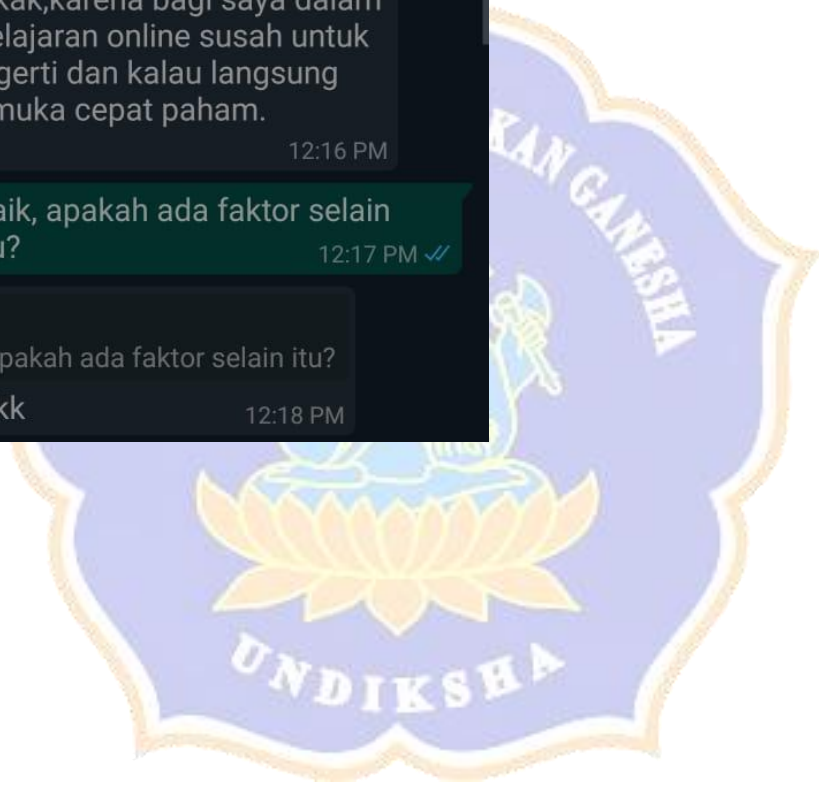 kak,karena bagi saya dalam
elajaran online susah untuk
gerti dan kalau langsung
muka cepat paham.
12:16 PM
aik, apakah ada faktor selain
u?
12:17 PM
pakah ada faktor selain itu?
kk
12:18 PM
KAN GANESHA
UNDIKSHA